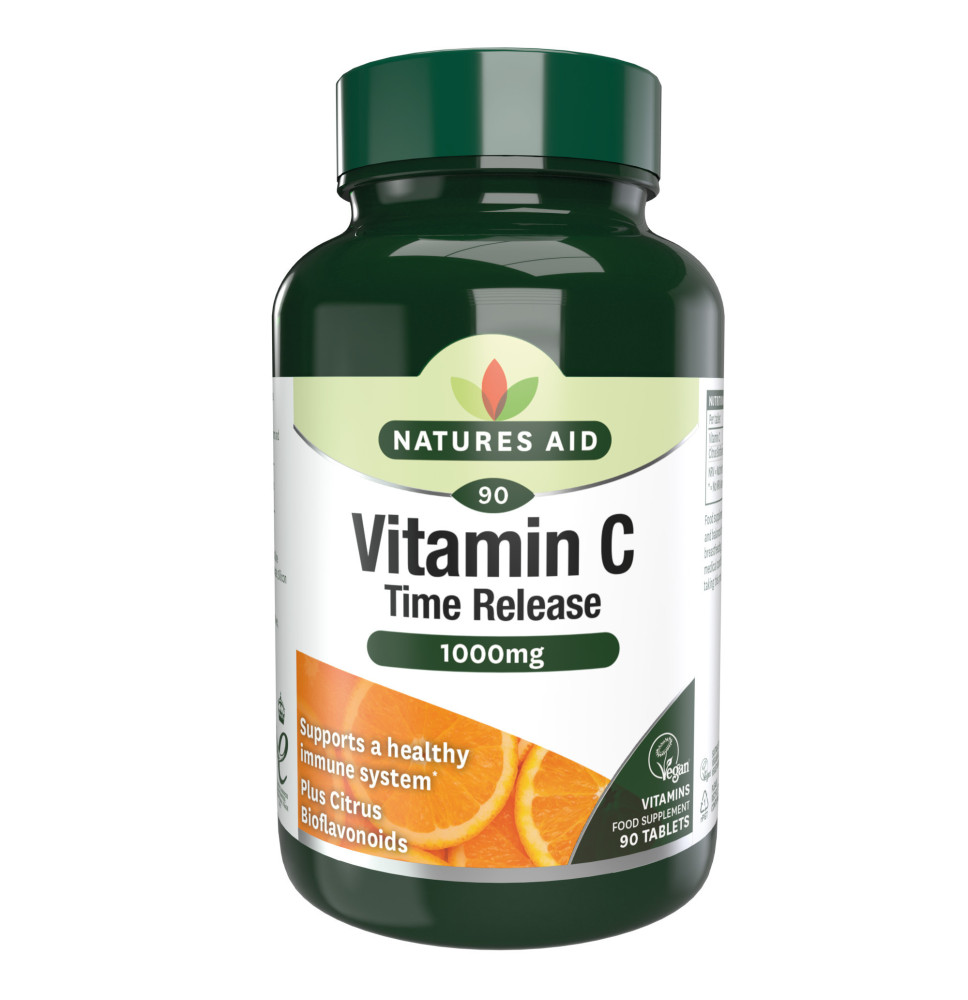 NATURES AID
90
Vitamin C
Time Release
1000mg
Supports a healthy
immune system*
Plus Citrus
Bioflavonoids
Vegan
VITAMINS
FOOD SUPPLEMENT
90 TABLETS
Vitamin C